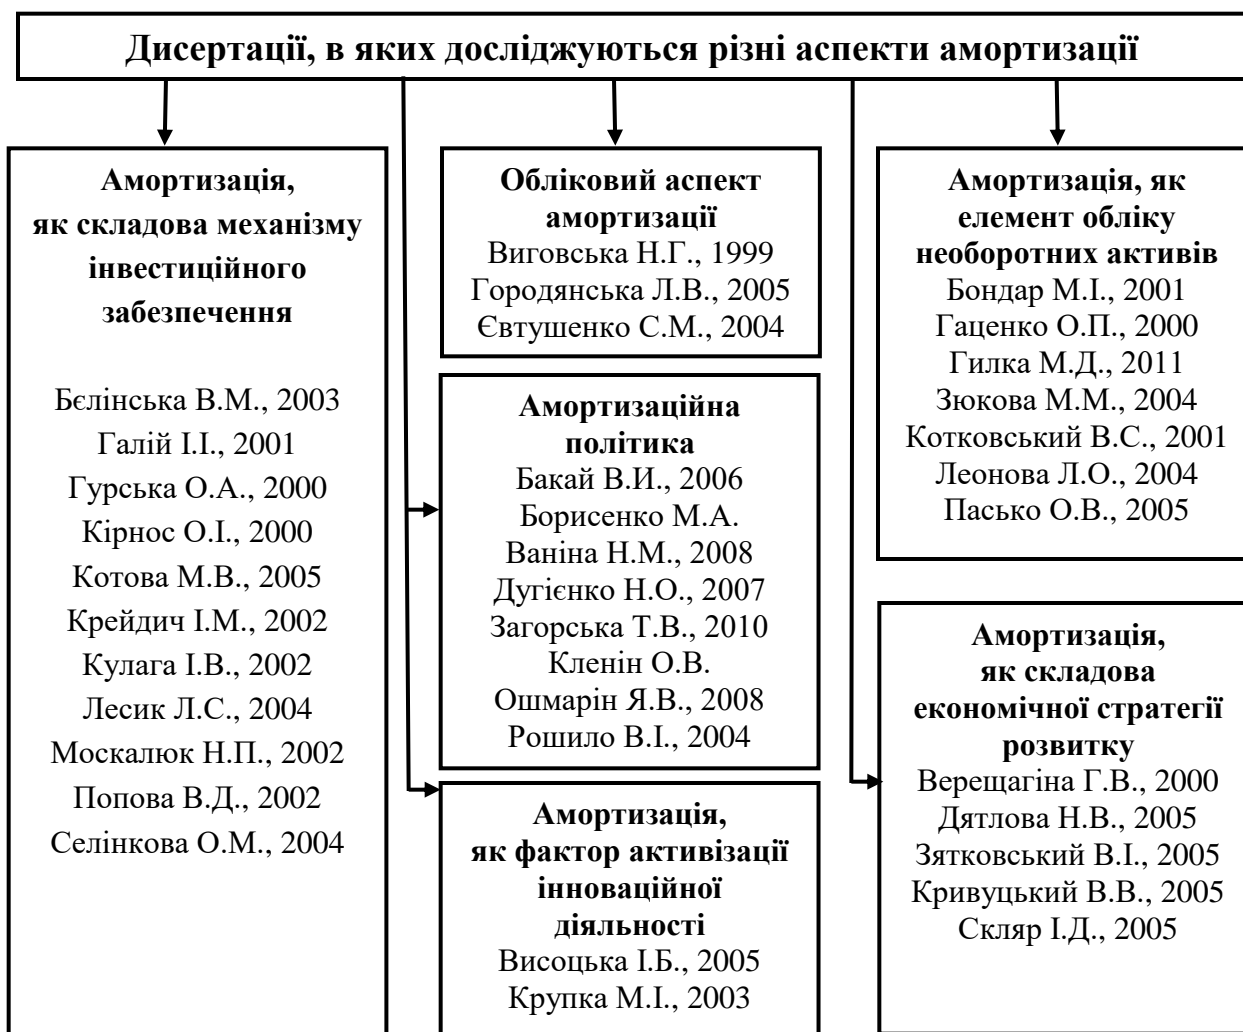 Дисертації, в яких досліджуються різні аспекти амортизації
Амортизація,
як складова механізму
інвестиційного
забезпечення
Бєлінська В.М., 2003
Галій І.І., 2001
Гурська О.А., 2000
Кірнос О.І., 2000
Котова М.В., 2005
Крейдич І.М., 2002
Кулага І.В., 2002
Лесик Л.С., 2004
Москалюк Н.П., 2002
Попова В.Д., 2002
Селінкова О.М., 2004
Обліковий аспект
амортизації
Виговська Н.Г., 1999
Городянська Л.В., 2005
Євтушенко С.М., 2004
Амортизаційна
політика
Бакай В.И., 2006
Борисенко М.А.
Ваніна Н.М., 2008
Дугієнко Н.О., 2007
Загорська Т.В., 2010
Кленін О.В.
Ошмарін Я.В., 2008
Рошило В.І., 2004
Амортизація,
як фактор активізації
інноваційної
діяльності
Висоцька І.Б., 2005
Крупка М.І., 2003
Амортизація, як
елемент обліку
необоротних активів
Бондар М.І., 2001
Гаценко О.П., 2000
Гилка М.Д., 2011
Зюкова М.М., 2004
Котковський В.С., 2001
Леонова Л.О., 2004
Пасько О.В., 2005
Амортизація,
як складова
економічної стратегії
розвитку
Верещагіна Г.В., 2000
Дятлова Н.В., 2005
Зятковський В.І., 2005
Кривуцький В.В., 2005
Скляр І.Д., 2005